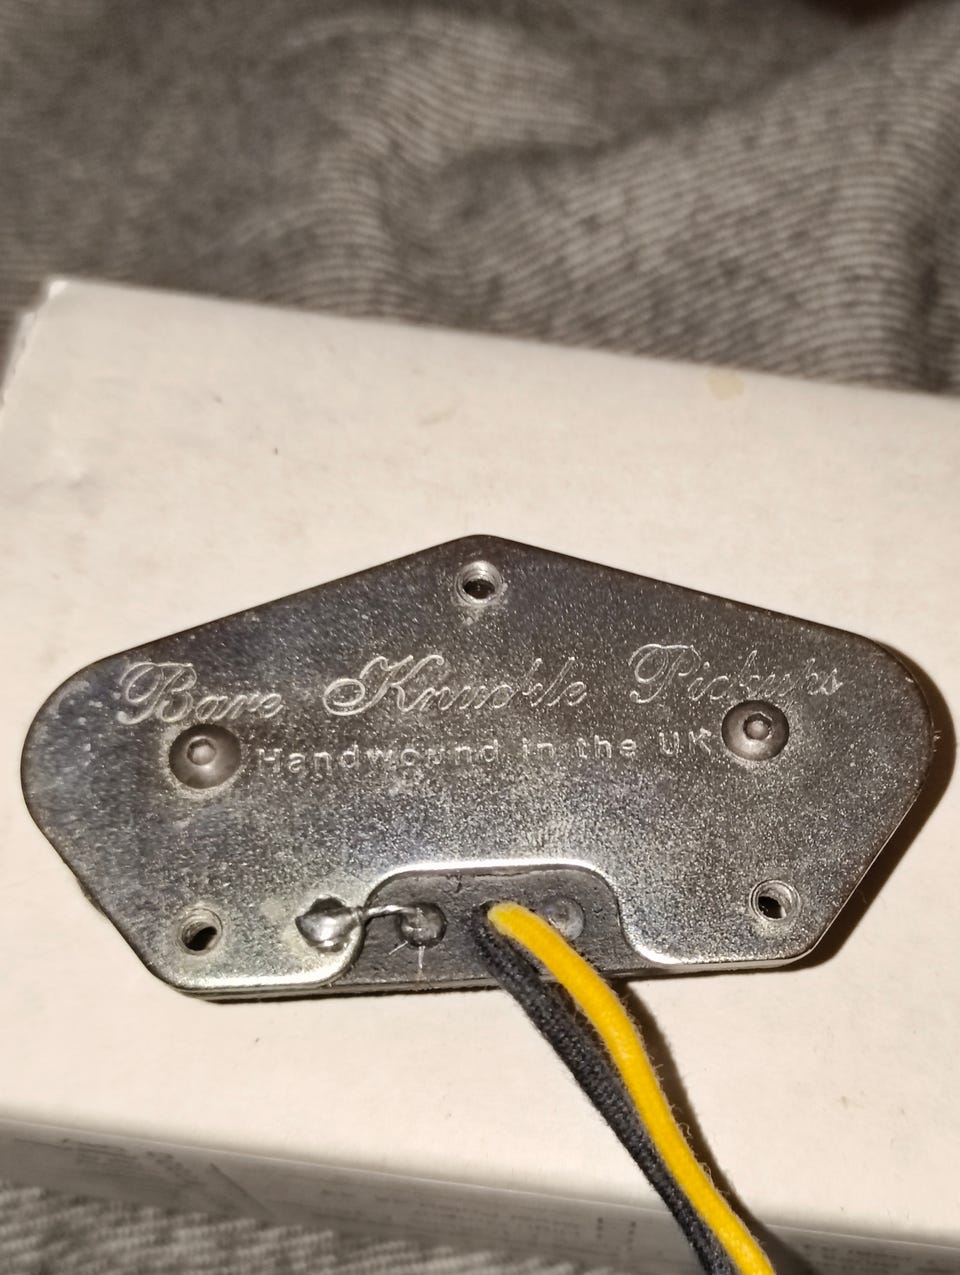 Bare Knuckle Pickups
Handwound in the UK